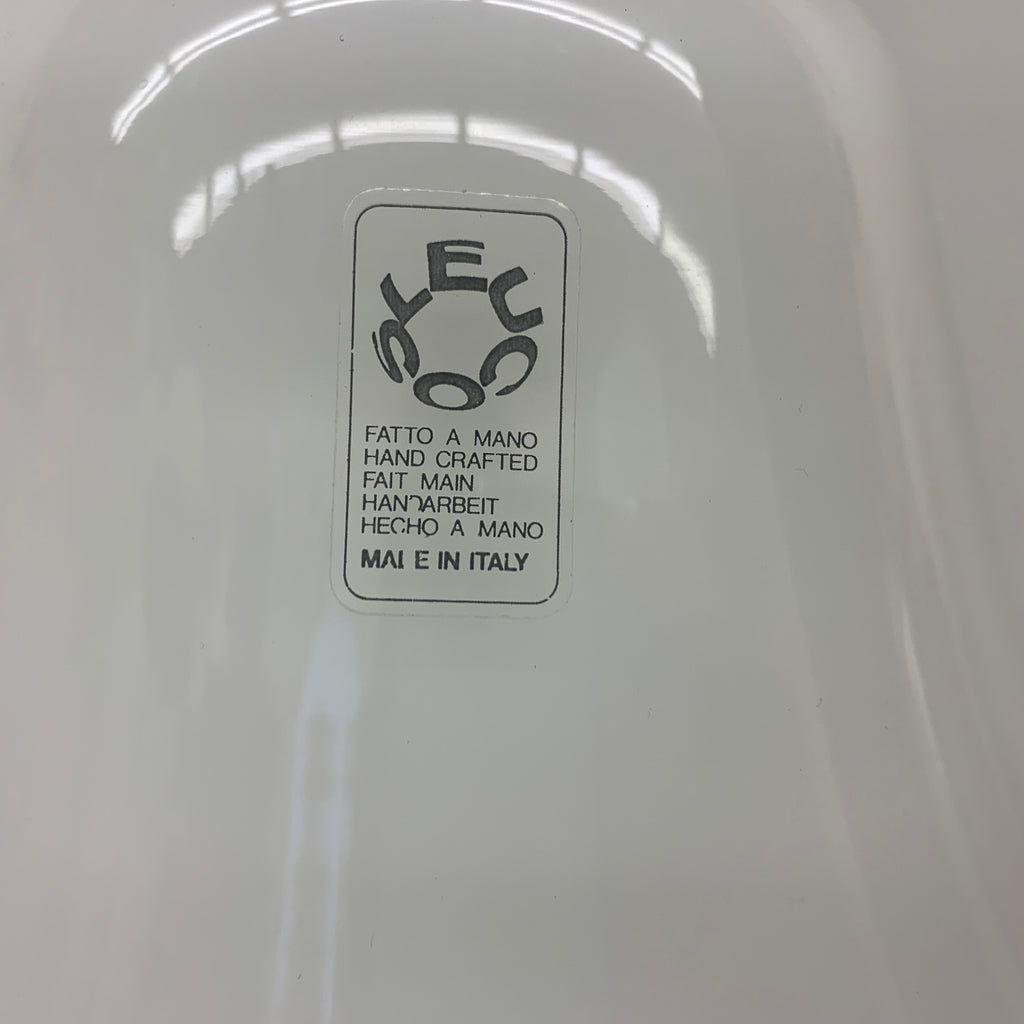 LEUCOS
FATTO A MANO
HAND CRAFTED
FAIT MAIN
HANDARBEIT
HECHO A MANO
MADE IN ITALY